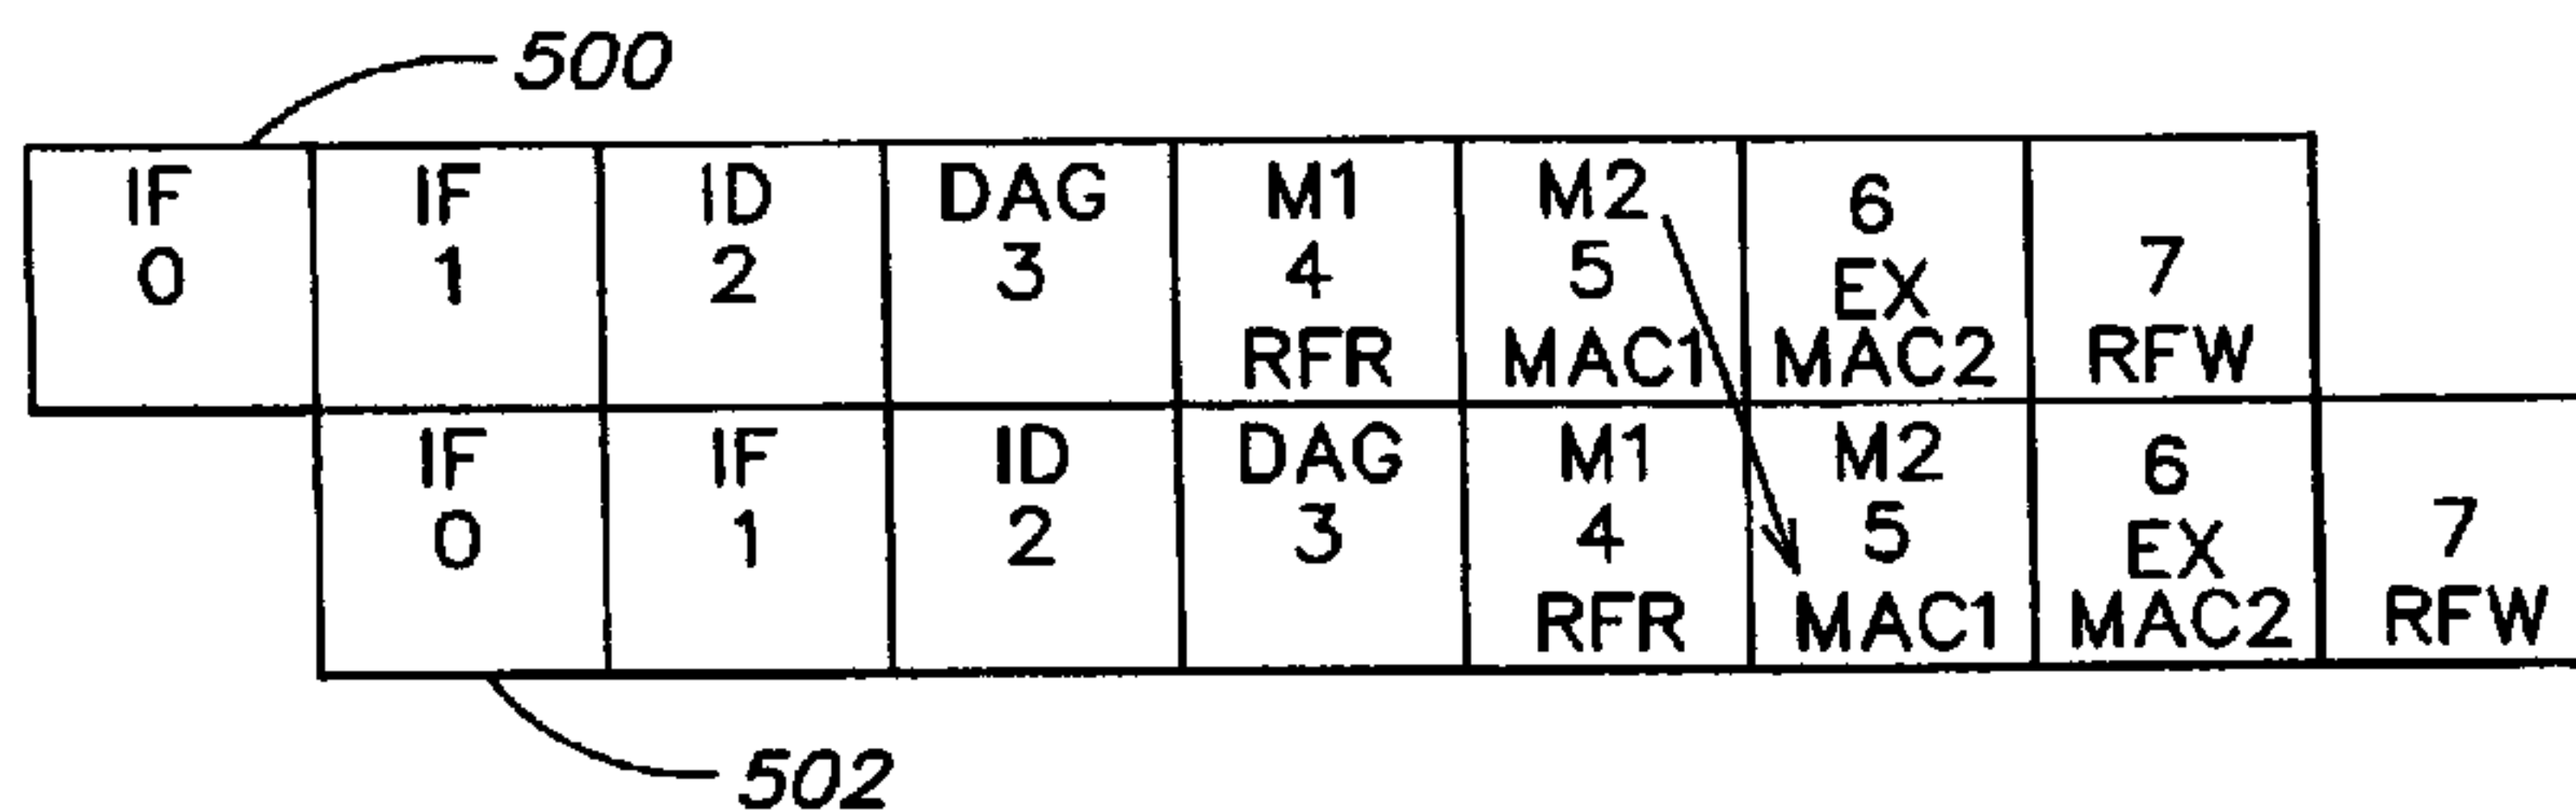 500
IF IF ID DAG M1 M2 6
0 1 2 3 4 5 EX 7
RFR MAC1 MAC2 RFW
IF IF ID DAG M1 M2 6
0 1 2 3 4 5 EX 7
RFR MAC1 MAC2 RFW
502